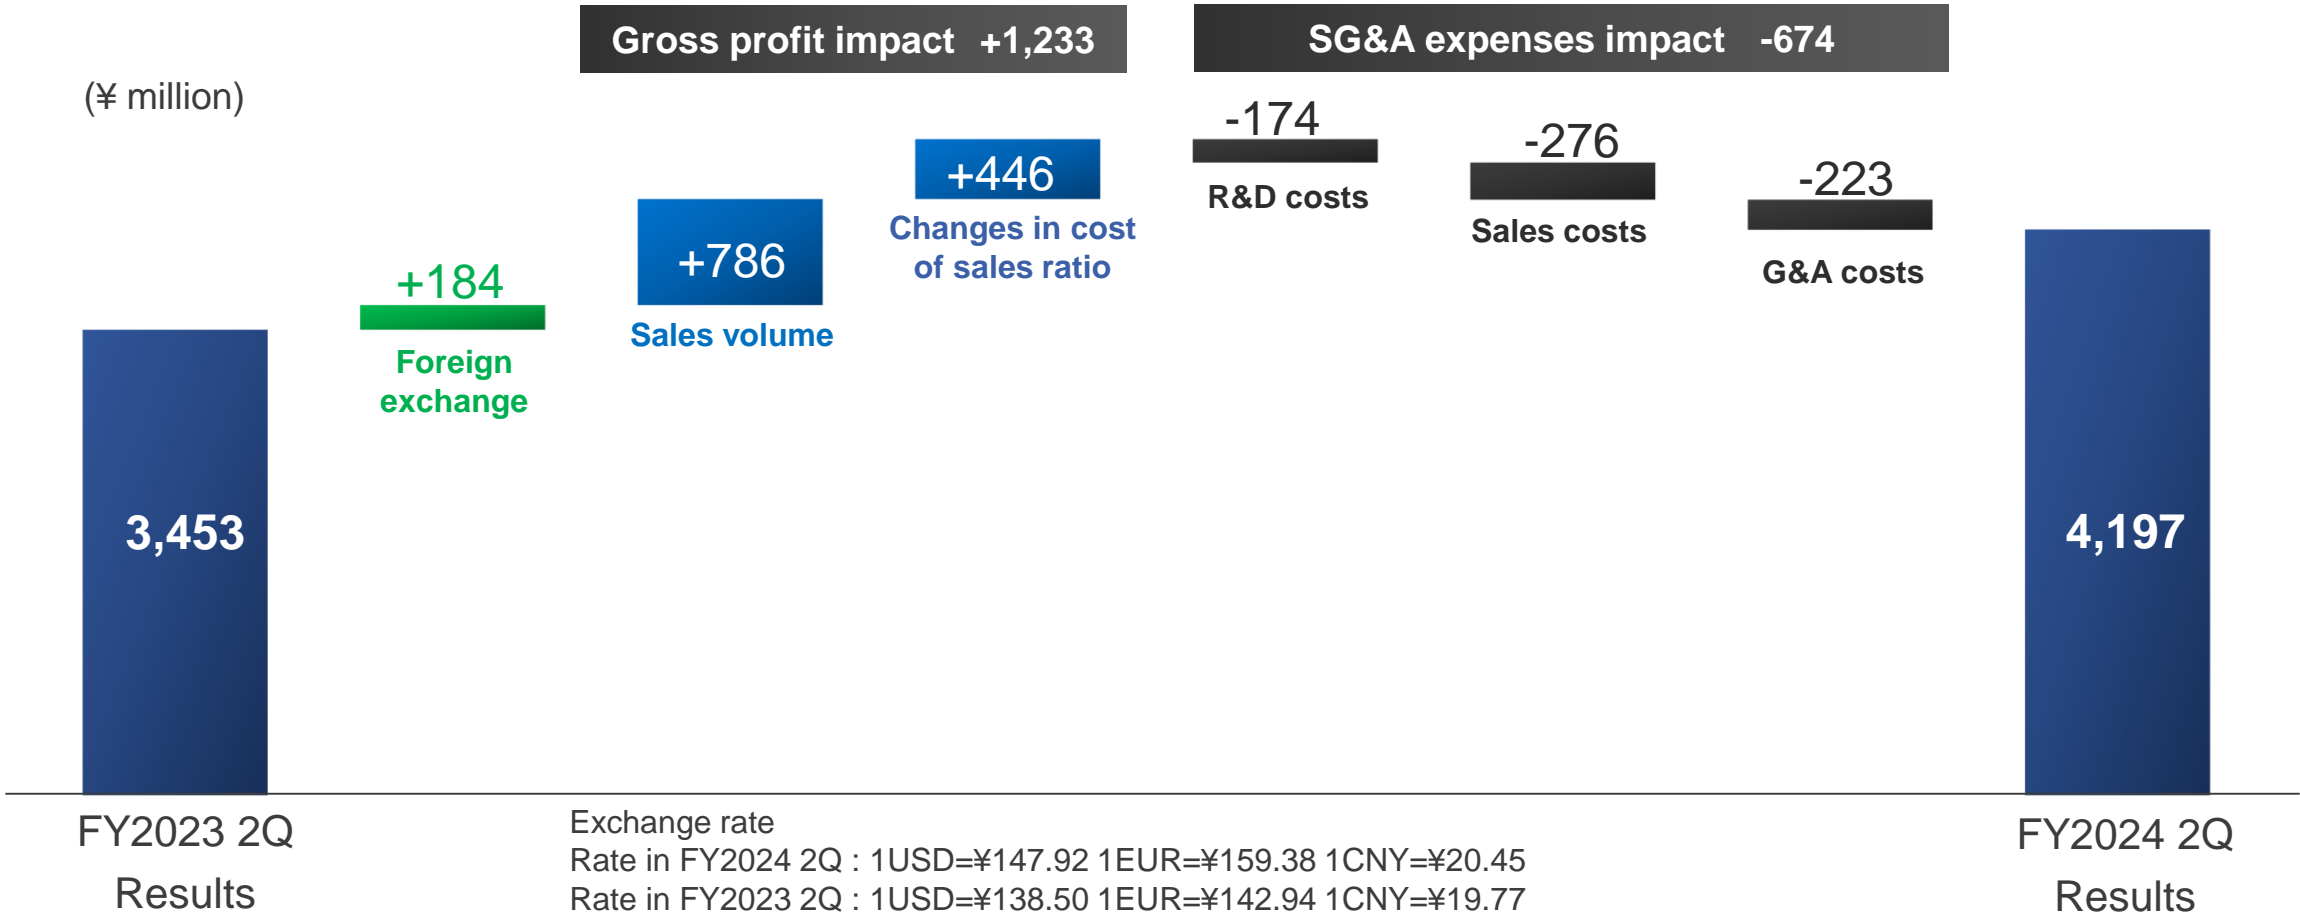 Gross profit impact +1,233
SG&A expenses impact -674
(¥ million)
+184
Foreign
exchange
+786
Sales volume
+446
Changes in cost
of sales ratio
-174
R&D costs
-276
Sales costs
-223
G&A costs
3,453
4,197
FY2023 2Q
Results
Exchange rate
Rate in FY2024 2Q : 1USD=¥147.92 1EUR=¥159.38 1CNY=¥20.45
Rate in FY2023 2Q : 1USD=¥138.50 1EUR=¥142.94 1CNY=¥19.77
FY2024 2Q
Results